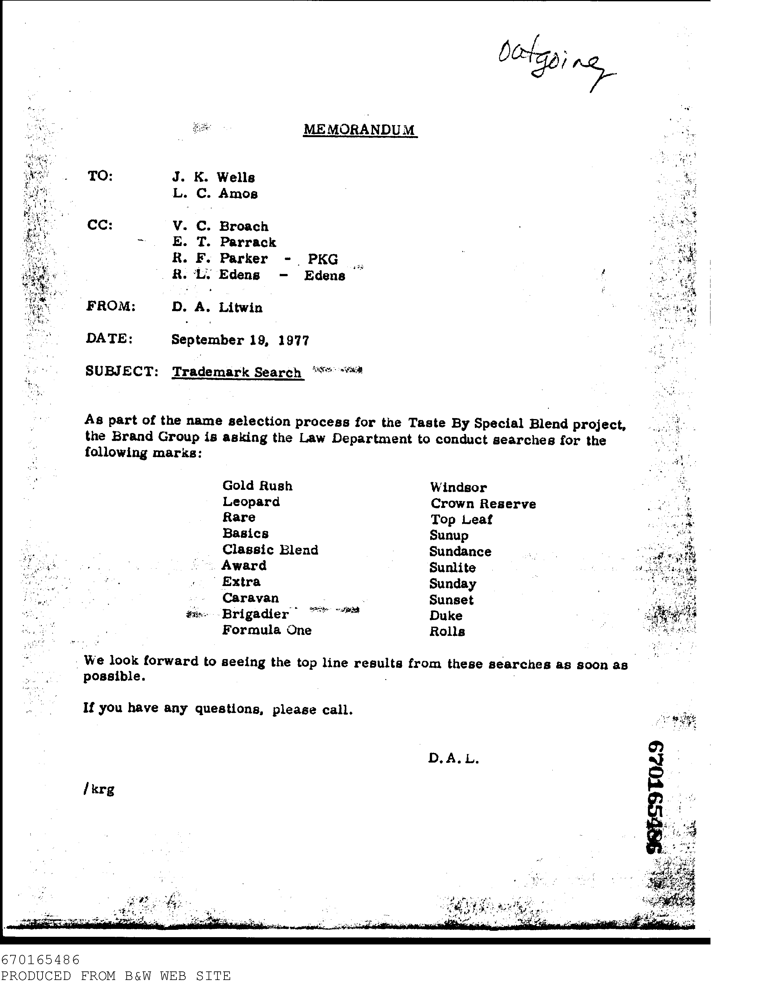 outgoing
MEMORANDUM
TO: J. K. Wells
L. C. Amos
CC: V. C. Broach
E. T. Parrack
R. F. Parker - PKG
R. L. Edens - Edens
FROM: D. A. Litwin
DATE: September 19, 1977
SUBJECT: Trademark Search
As part of the name selection process for the Taste By Special Blend project,
the Brand Group is asking the Law Department to conduct searches for the
following marks:
Gold Rush Windsor
Leopard Crown Reserve
Rare Top Leaf
Basics Sunup
Classic Blend Sundance
Award Sunlite
Extra Sunday
Caravan Sunset
Brigadier Duke
Formula One Rolls
We look forward to seeing the top line results from these searches as soon as
possible.
If you have any questions, please call.
D.A.L.
/krg
670165486
670165486
PRODUCED FROM B&W WEB SITE